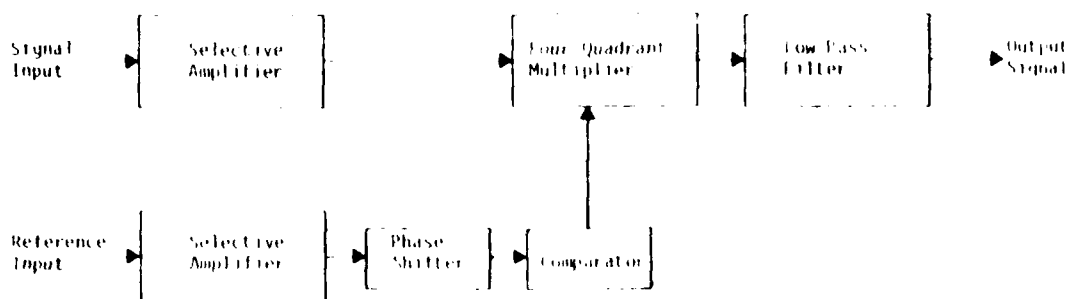 Signal
Input
Selective
Amplifier
Four Quadrant
Multiplier
Low Pass
Filter
Output
Signal
Reference
Input
Selective
Amplifier
Phase
Shifter
Comparator